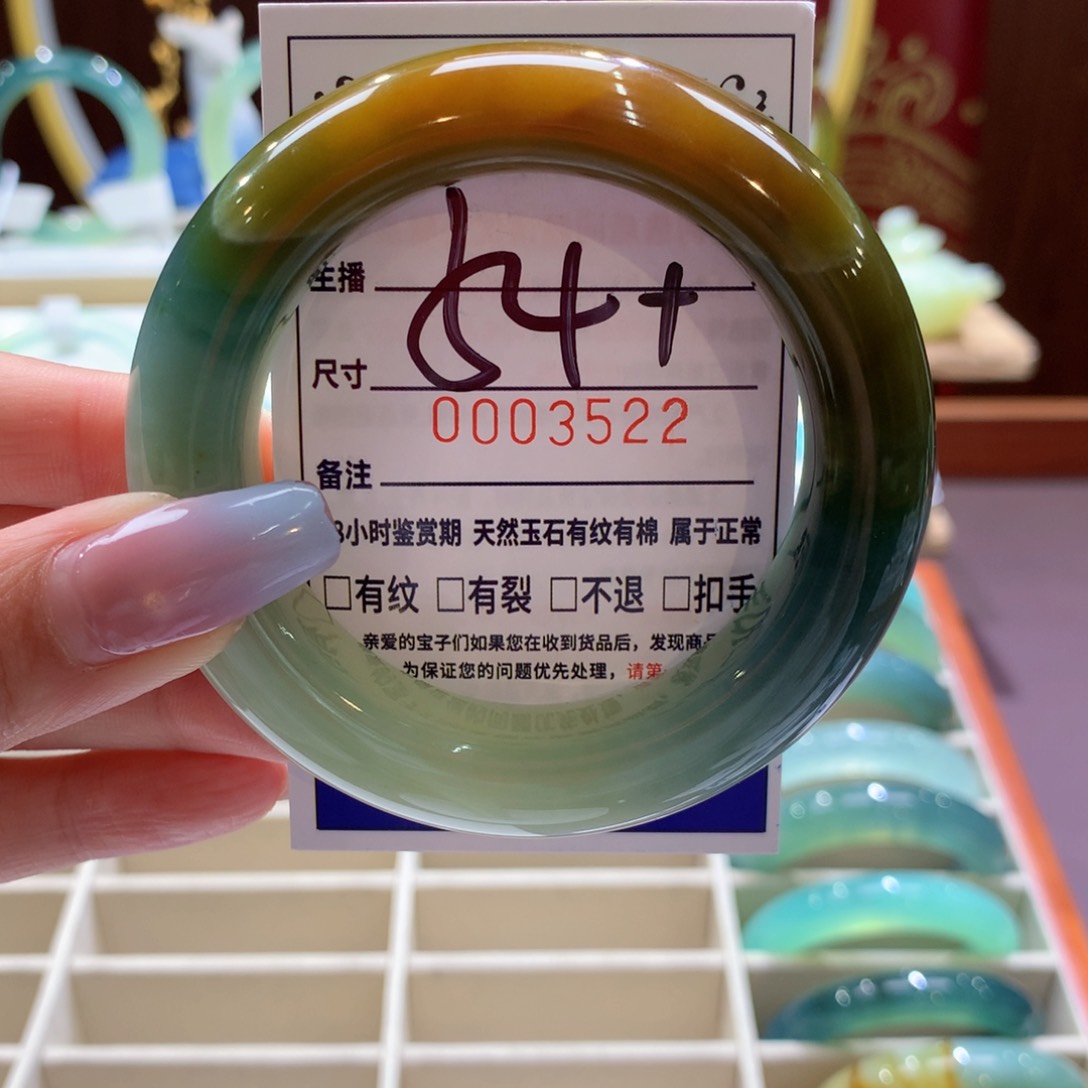 主播
54+
尺寸
0003522
备注
8小时鉴赏期 天然玉石有纹有棉 属于正常
□有纹 □有裂 □不退 □扣手
亲爱的宝子们如果您在收到货品后，发现商品
为保证您的问题优先处理，请第一